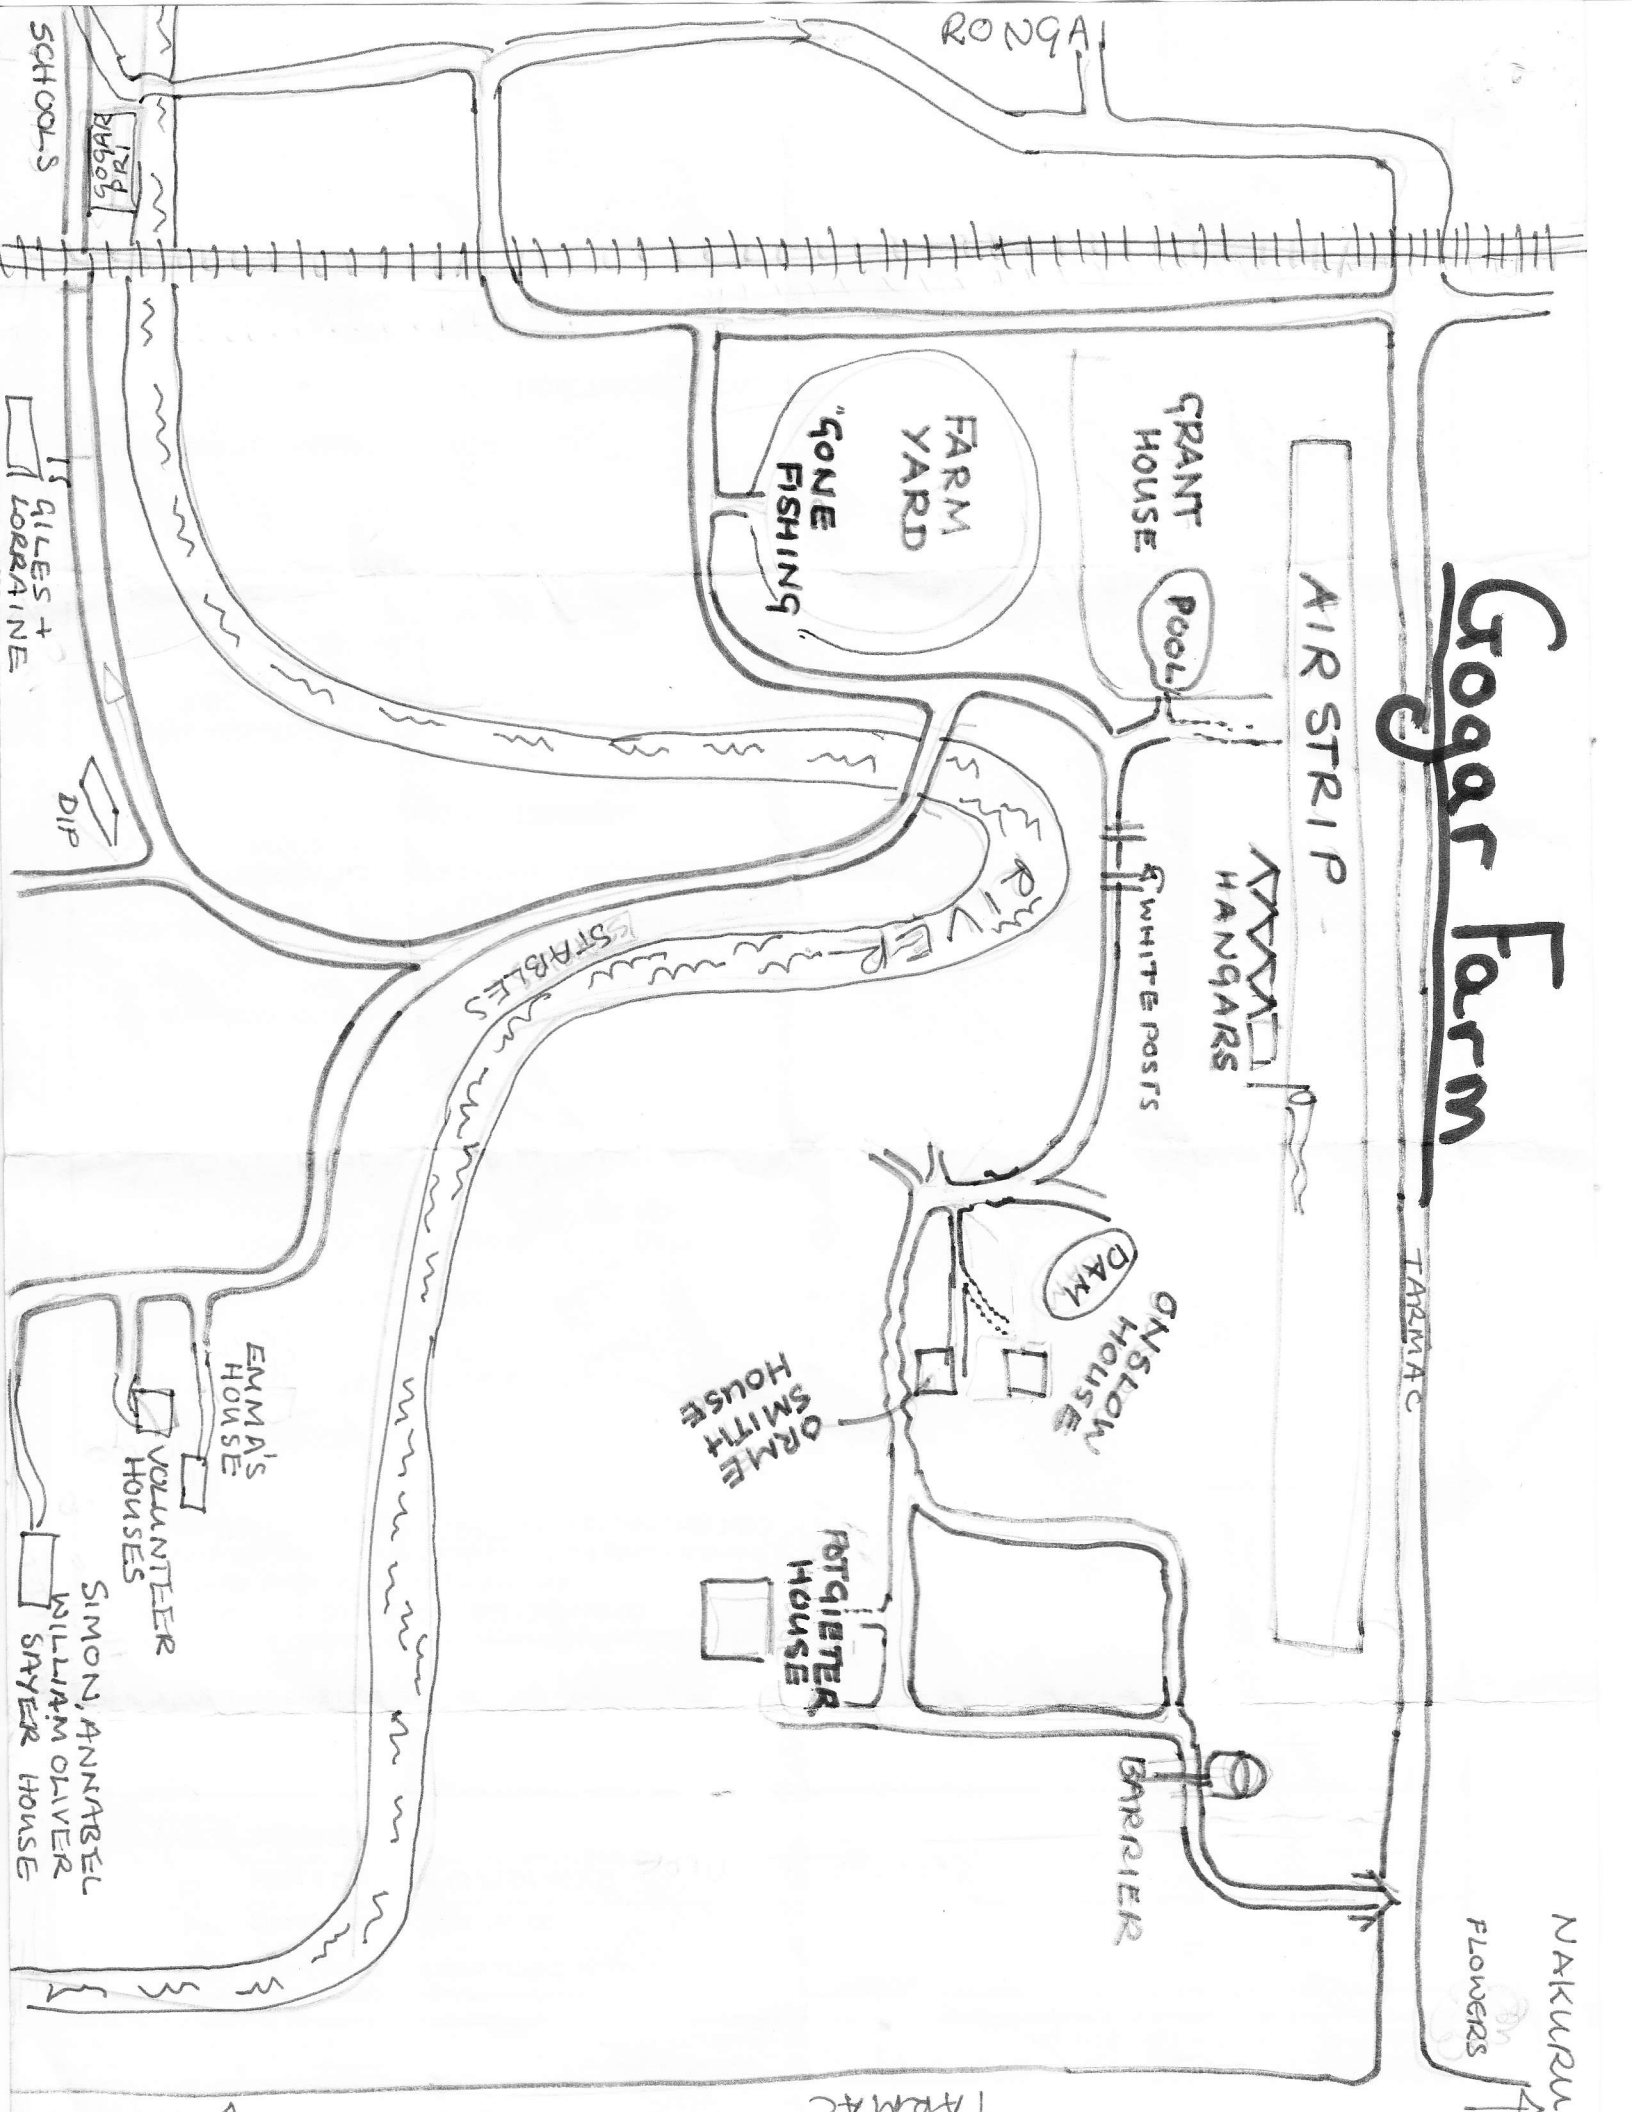 Gogar Farm
NAKURU
FLOWERS
TARMAC
AIRSTRIP
HANGARS
WHITE POSTS
POOL
GRANT
HOUSE
FARM
YARD
"GONE
FISHING"
RONGAI
RIVER
STABLES
DAM
ONSLOW
HOUSE
ORME
SMITH
HOUSE
POTGIETER
HOUSE
BARRIER
SCHOOLS
GOGAR
PRI
GILES +
LORRAINE
DIP
EMMA'S
HOUSE
VOLUNTEER
HOUSES
SIMON, ANNABEL
WILLIAM OLIVER
SAYER HOUSE
TARMAC